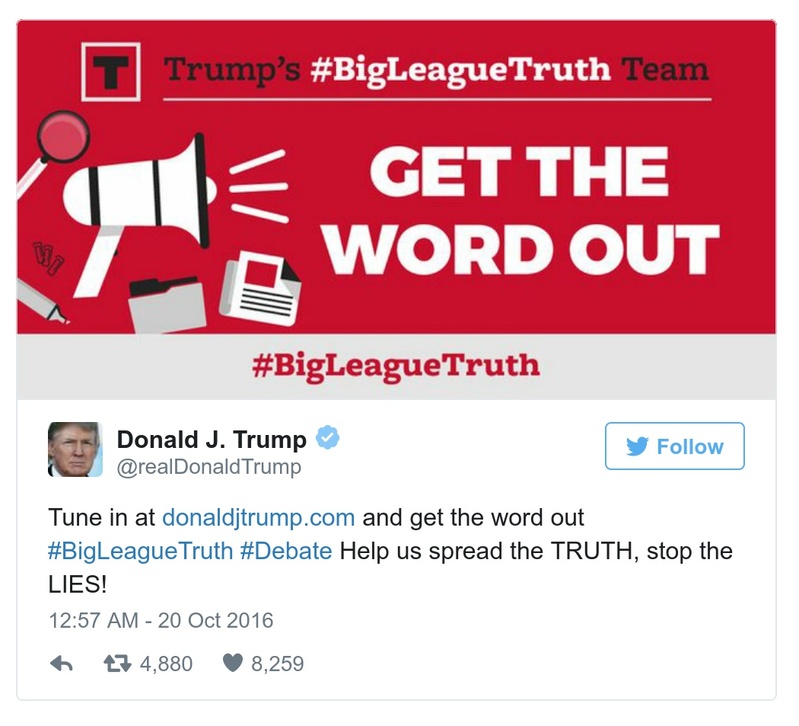 T Trump's #BigLeagueTruth Team
GET THE
WORD OUT
#BigLeagueTruth
Donald J. Trump
@realDonaldTrump
Follow
Tune in at donaldjtrump.com and get the word out
#BigLeagueTruth #Debate Help us spread the TRUTH, stop the
LIES!
12:57 AM - 20 Oct 2016
4,880 8,259